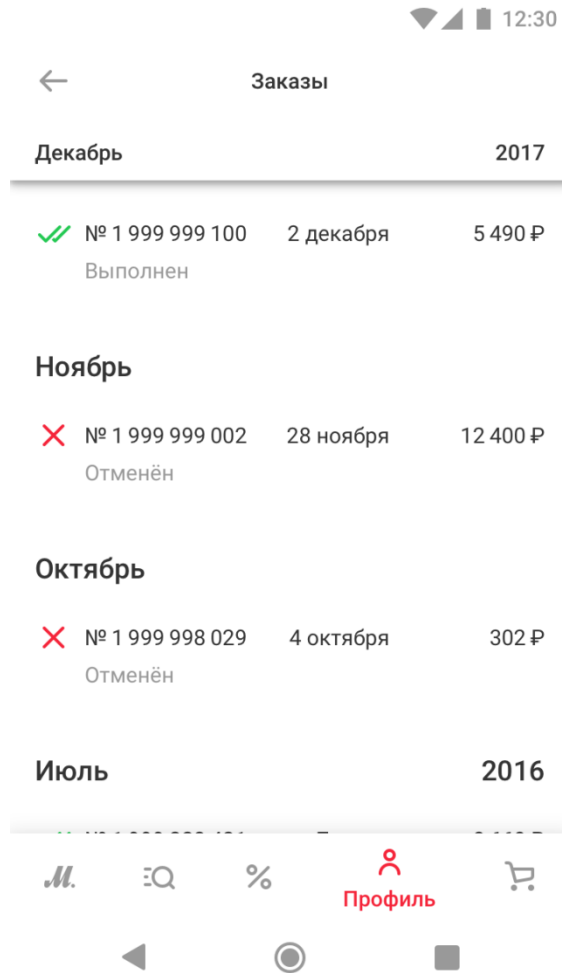 12:30
Заказы
Декабрь 2017
№ 1 999 999 100 2 декабря 5 490 ₽
Выполнен
Ноябрь
№ 1 999 999 002 28 ноября 12 400 ₽
Отменён
Октябрь
№ 1 999 998 029 4 октября 302 ₽
Отменён
Июль 2016
М.
%
Профиль